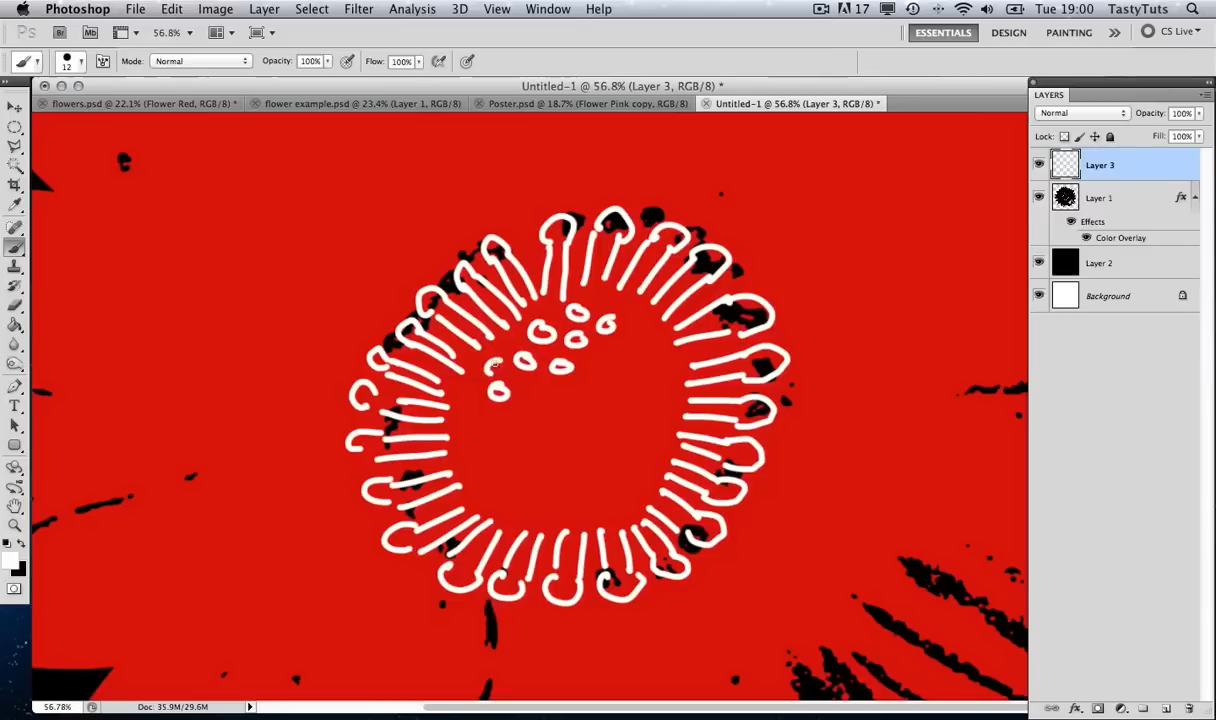 Photoshop File Edit Image Layer Select Filter Analysis 3D View Window Help 17 Tue 19:00 TastyTuts
Ps Br Mb 56.8% ESSENTIALS DESIGN PAINTING CS Live
12 Mode: Normal Opacity: 100% Flow: 100%
Untitled-1 @ 56.8% (Layer 3, RGB/8) *
flowers.psd @ 22.1% (Flower Red, RGB/8) * flower example.psd @ 23.4% (Layer 1, RGB/8) Poster.psd @ 18.7% (Flower Pink copy, RGB/8) Untitled-1 @ 56.8% (Layer 3, RGB/8) *
LAYERS
Normal Opacity: 100%
Lock: Fill: 100%
Layer 3
Layer 1 fx
Effects
Color Overlay
Layer 2
Background
56.78% Doc: 35.9M/29.6M